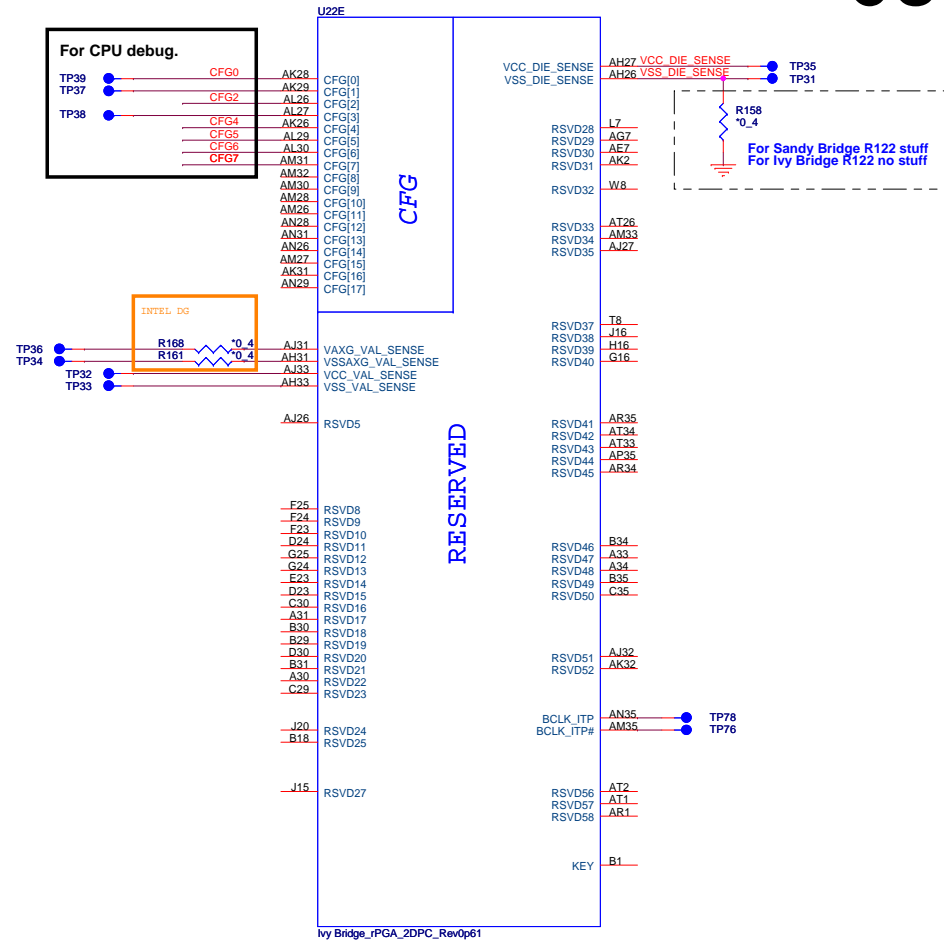 U22E
For CPU debug.
TP39 CFG0 AK28 CFG[0]
TP37 AK29 CFG[1]
CFG2 AL26 CFG[2]
TP38 AL27 CFG[3]
CFG4 AK26 CFG[4]
CFG5 AL29 CFG[5]
CFG6 AL30 CFG[6]
CFG7 AM31 CFG[7]
AM32 CFG[8]
AM30 CFG[9]
AM28 CFG[10]
AM26 CFG[11]
AN28 CFG[12]
AN31 CFG[13]
AN26 CFG[14]
AM27 CFG[15]
AK31 CFG[16]
AN29 CFG[17]
CFG
INTEL DG
TP36 R168 *0_4 AJ31 VAXG_VAL_SENSE
TP34 R161 *0_4 AH31 VSSAXG_VAL_SENSE
TP32 AJ33 VCC_VAL_SENSE
TP33 AH33 VSS_VAL_SENSE
AJ26 RSVD5
RESERVED
F25 RSVD8
F24 RSVD9
F23 RSVD10
D24 RSVD11
G25 RSVD12
G24 RSVD13
E23 RSVD14
D23 RSVD15
C30 RSVD16
A31 RSVD17
B30 RSVD18
B29 RSVD19
D30 RSVD20
B31 RSVD21
A30 RSVD22
C29 RSVD23
J20 RSVD24
B18 RSVD25
J15 RSVD27
VCC_DIE_SENSE AH27 VCC_DIE_SENSE TP35
VSS_DIE_SENSE AH26 VSS_DIE_SENSE TP31
R158
*0_4
For Sandy Bridge R122 stuff
For Ivy Bridge R122 no stuff
RSVD28 L7
RSVD29 AG7
RSVD30 AE7
RSVD31 AK2
RSVD32 W8
RSVD33 AT26
RSVD34 AM33
RSVD35 AJ27
RSVD37 T8
RSVD38 J16
RSVD39 H16
RSVD40 G16
RSVD41 AR35
RSVD42 AT34
RSVD43 AT33
RSVD44 AP35
RSVD45 AR34
RSVD46 B34
RSVD47 A33
RSVD48 A34
RSVD49 B35
RSVD50 C35
RSVD51 AJ32
RSVD52 AK32
BCLK_ITP AN35 TP78
BCLK_ITP# AM35 TP76
RSVD56 AT2
RSVD57 AT1
RSVD58 AR1
KEY B1
Ivy Bridge_rPGA_2DPC_Rev0p61